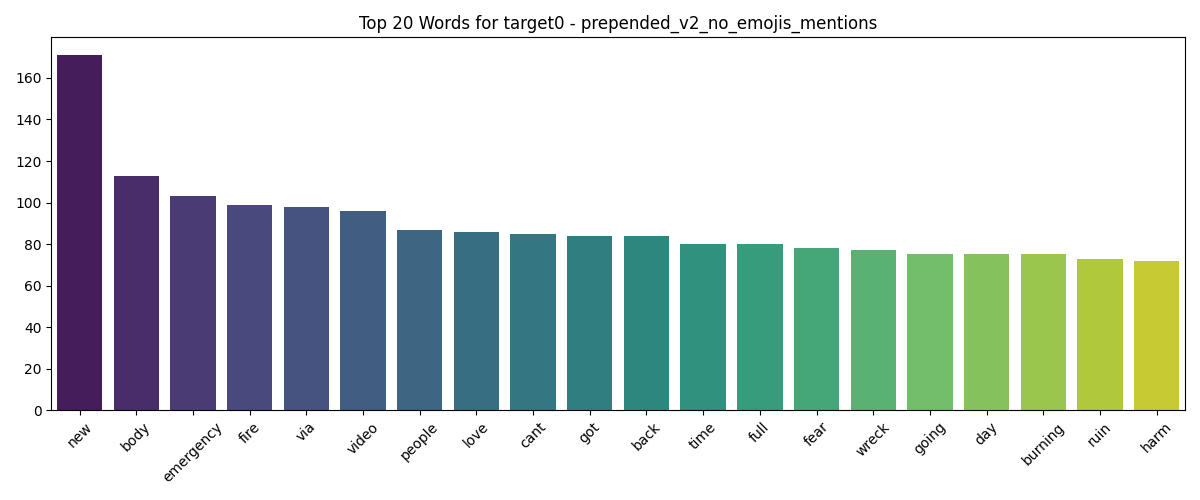 Top 20 Words for target0 - prepended_v2_no_emojis_mentions
160
140
120
100
80
60
40
20
0
new
body
emergency
fire
via
video
people
love
cant
got
back
time
full
fear
wreck
going
day
burning
ruin
harm